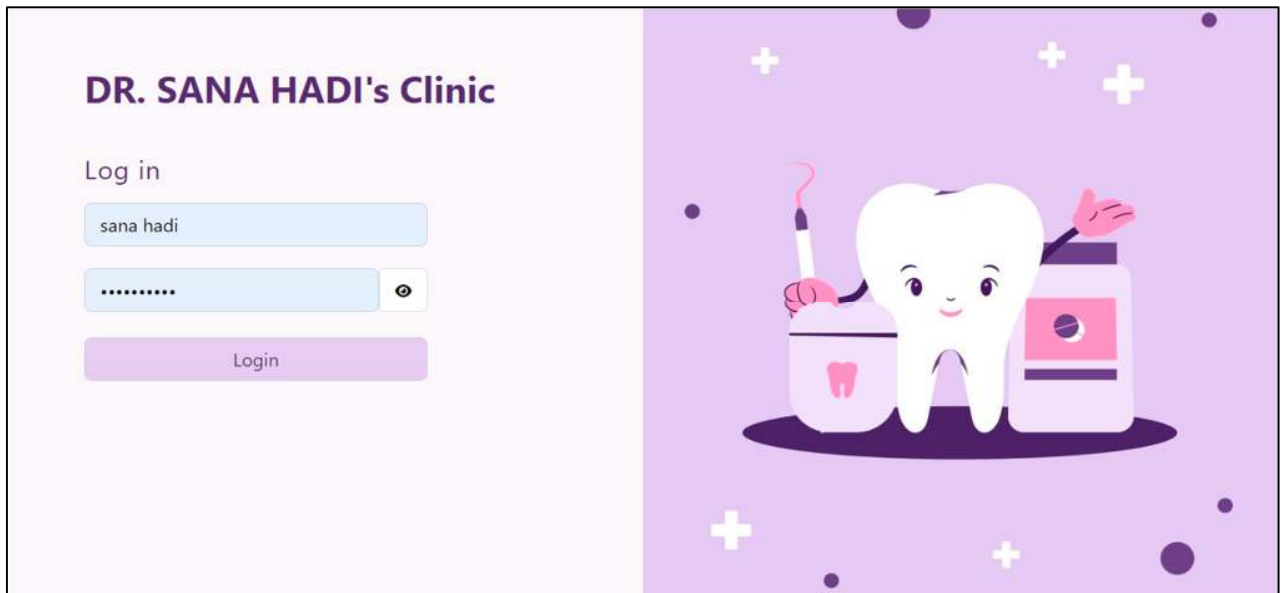 DR. SANA HADI's Clinic
Log in
sana hadi
••••••••••
Login